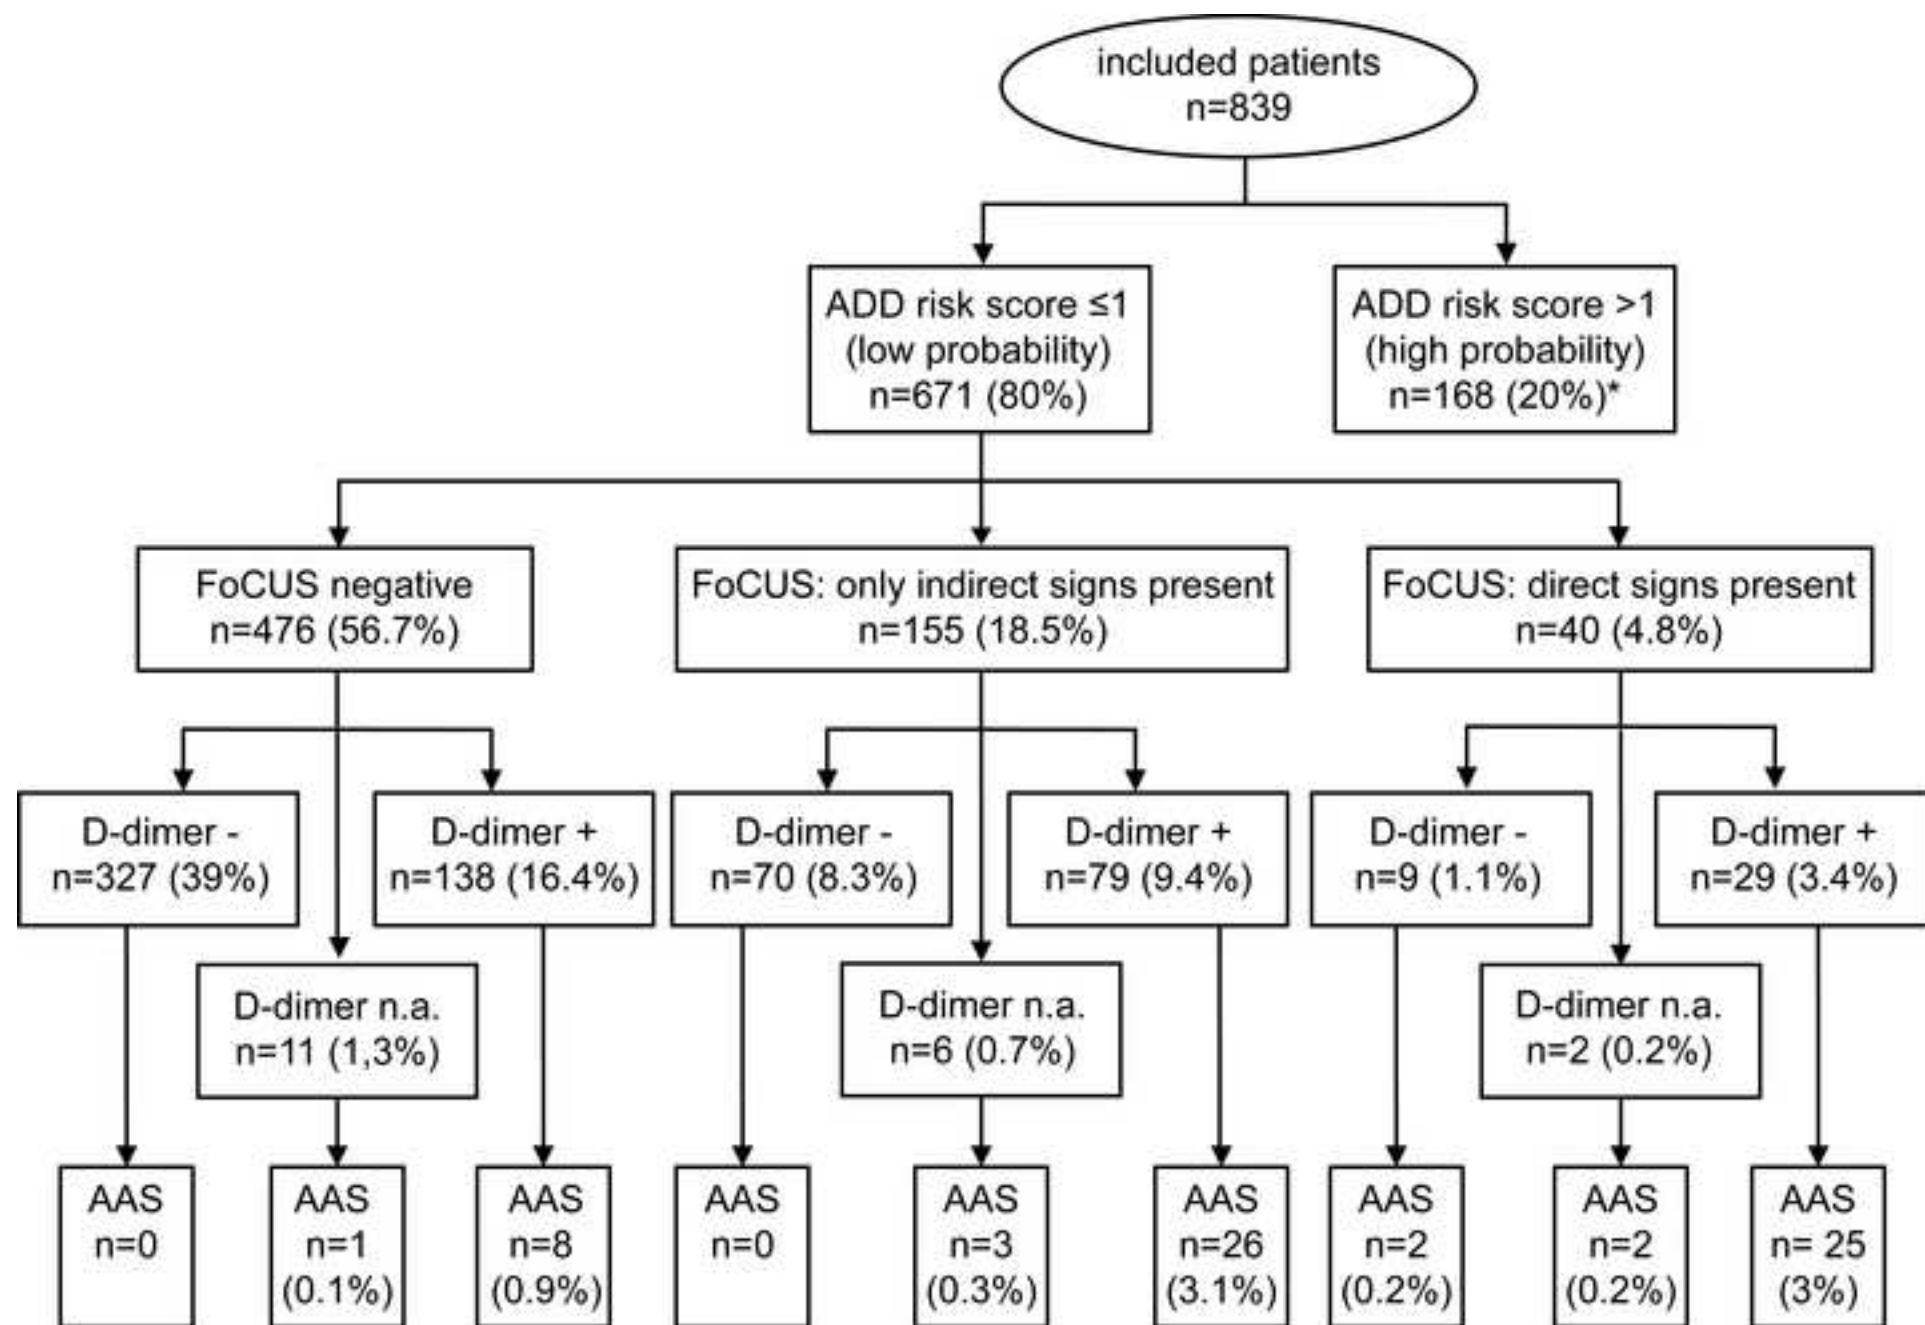 included patients
n=839
ADD risk score ≤1
(low probability)
n=671 (80%)
ADD risk score >1
(high probability)
n=168 (20%)*
FoCUS negative
n=476 (56.7%)
FoCUS: only indirect signs present
n=155 (18.5%)
FoCUS: direct signs present
n=40 (4.8%)
D-dimer -
n=327 (39%)
D-dimer +
n=138 (16.4%)
D-dimer -
n=70 (8.3%)
D-dimer +
n=79 (9.4%)
D-dimer -
n=9 (1.1%)
D-dimer +
n=29 (3.4%)
D-dimer n.a.
n=11 (1,3%)
D-dimer n.a.
n=6 (0.7%)
D-dimer n.a.
n=2 (0.2%)
AAS
n=0
AAS
n=1
(0.1%)
AAS
n=8
(0.9%)
AAS
n=0
AAS
n=3
(0.3%)
AAS
n=26
(3.1%)
AAS
n=2
(0.2%)
AAS
n=2
(0.2%)
AAS
n= 25
(3%)